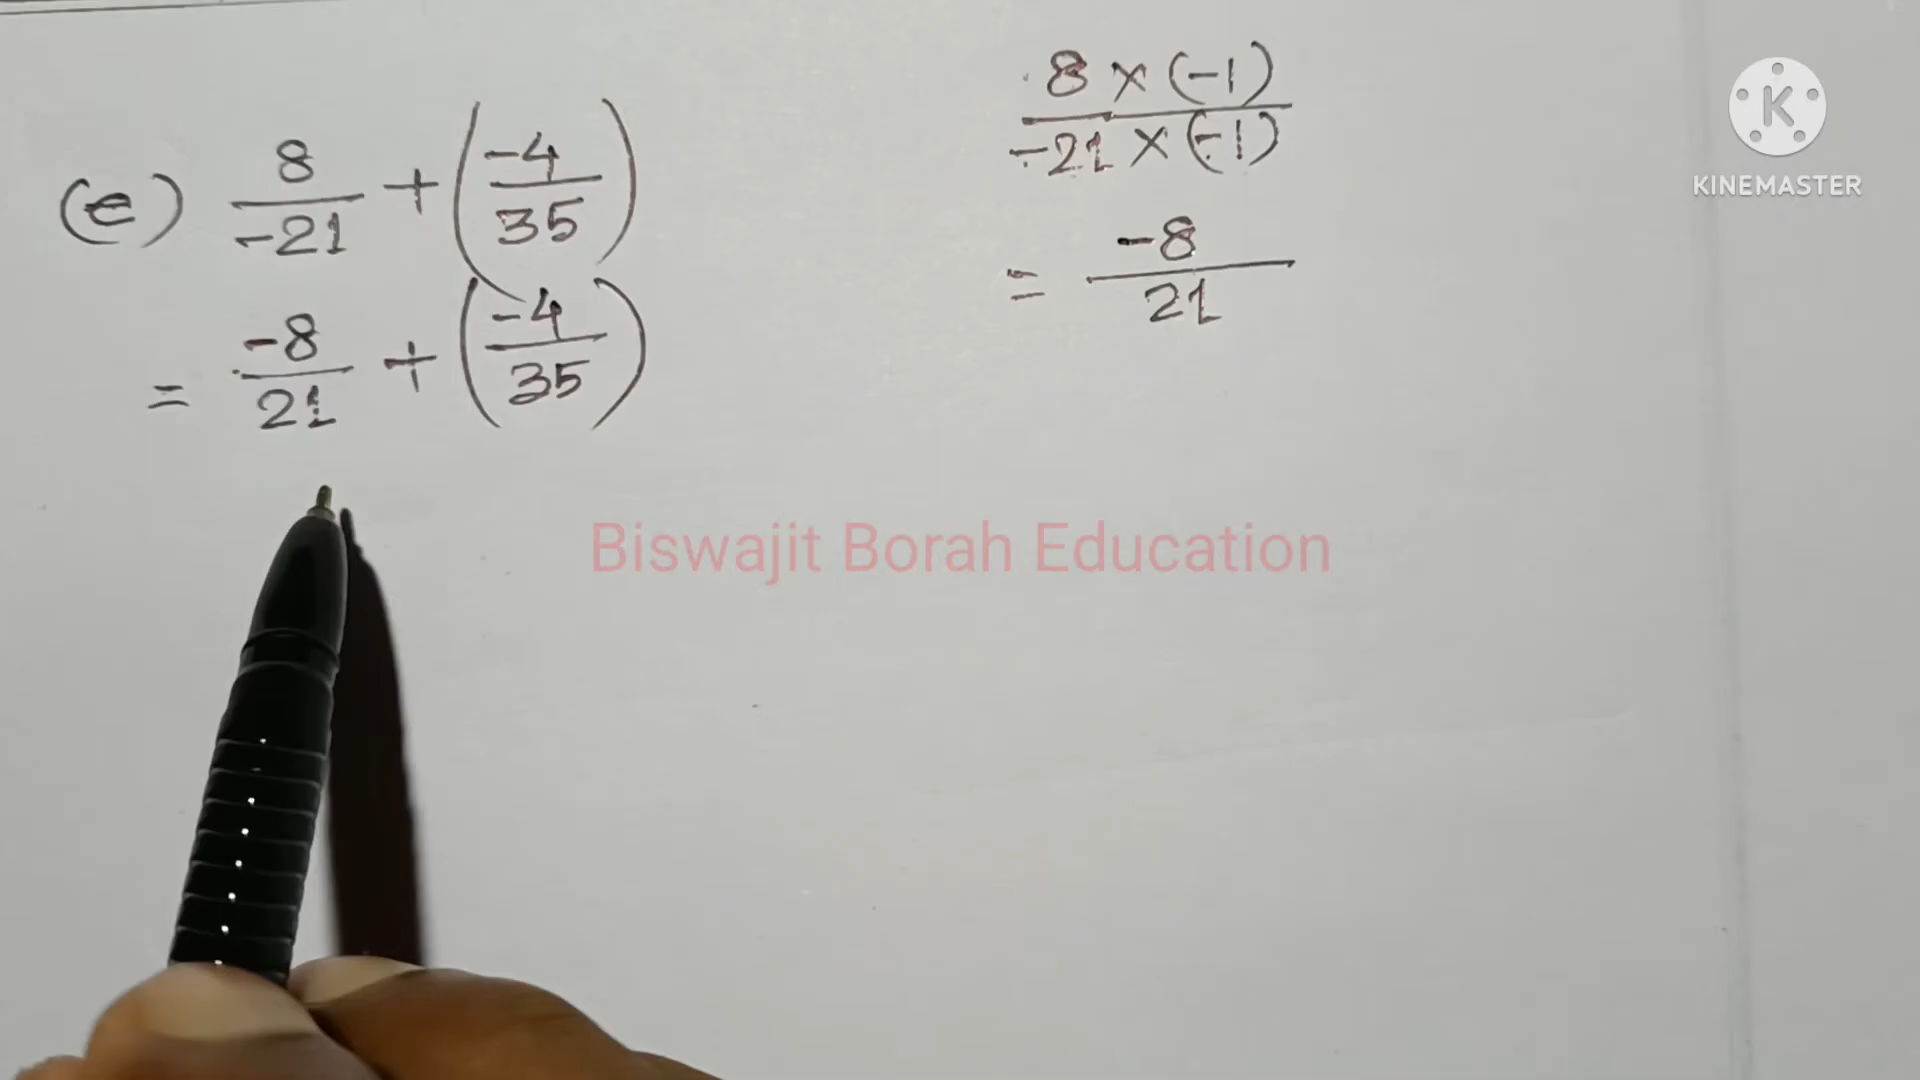 (e) 8/-21 + (-4/35)
= -8/21 + (-4/35)
8 × (-1)/-21 × (-1)
= -8/21
KINEMASTER
Biswajit Borah Education